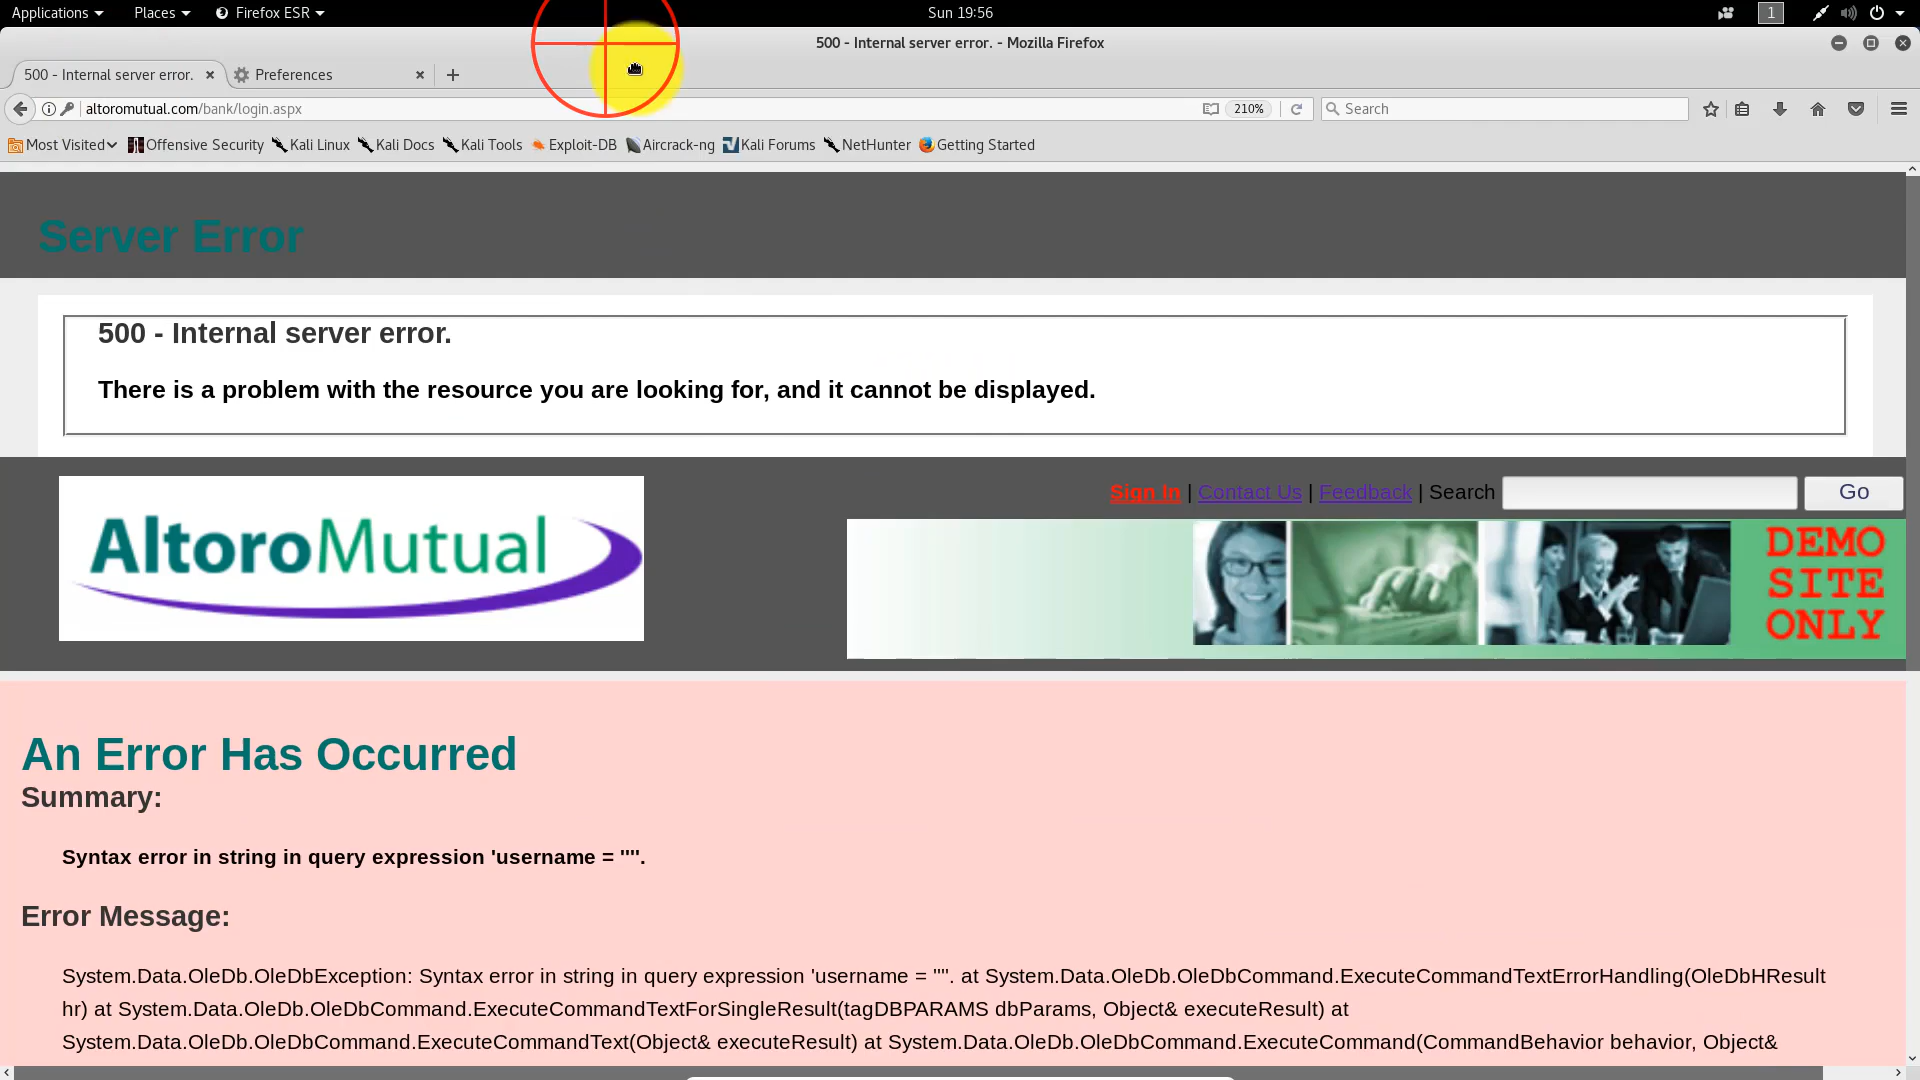 Applications Places Firefox ESR Sun 19:56 1
500 - Internal server error. - Mozilla Firefox
500 - Internal server error. Preferences
altoromutual.com/bank/login.aspx 210% Search
Most Visited Offensive Security Kali Linux Kali Docs Kali Tools Exploit-DB Aircrack-ng Kali Forums NetHunter Getting Started
Server Error
500 - Internal server error.
There is a problem with the resource you are looking for, and it cannot be displayed.
Sign In | Contact Us | Feedback | Search Go
AltoroMutual
DEMO
SITE
ONLY
An Error Has Occurred
Summary:
Syntax error in string in query expression 'username = '''.
Error Message:
System.Data.OleDb.OleDbException: Syntax error in string in query expression 'username = '''. at System.Data.OleDb.OleDbCommand.ExecuteCommandTextErrorHandling(OleDbHResult
hr) at System.Data.OleDb.OleDbCommand.ExecuteCommandTextForSingleResult(tagDBPARAMS dbParams, Object& executeResult) at
System.Data.OleDb.OleDbCommand.ExecuteCommandText(Object& executeResult) at System.Data.OleDb.OleDbCommand.ExecuteCommand(CommandBehavior behavior, Object&